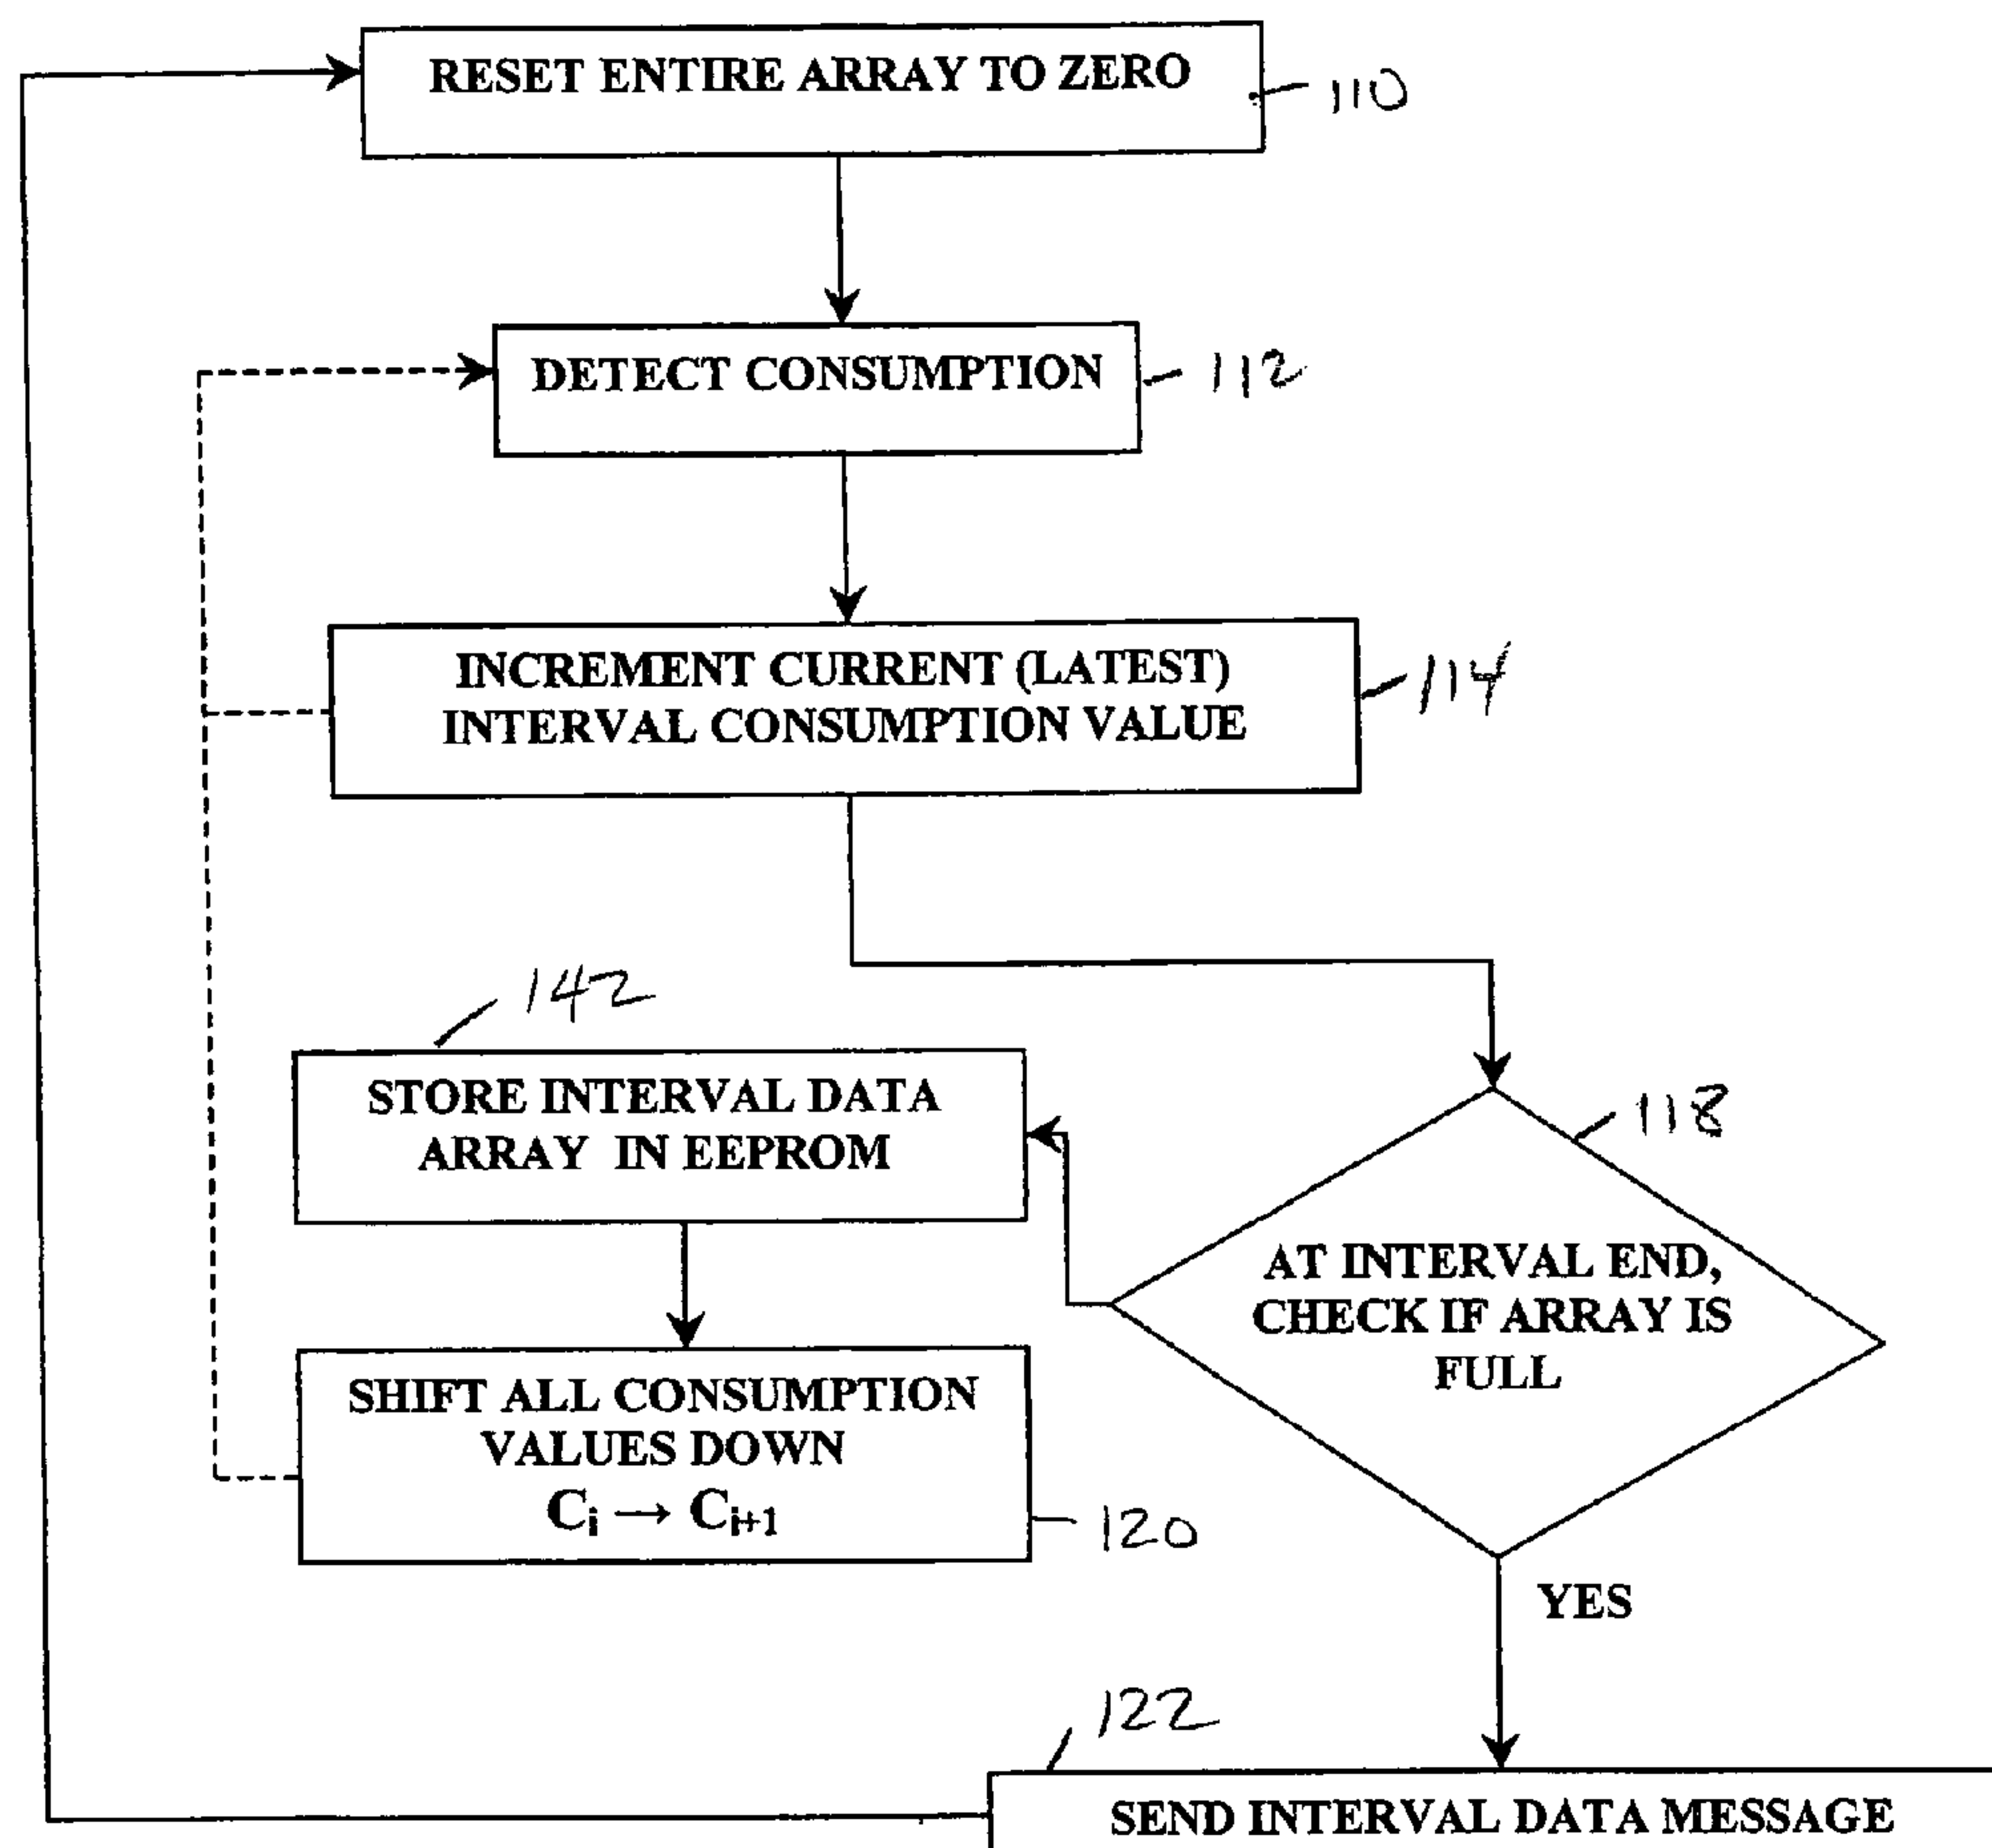 RESET ENTIRE ARRAY TO ZERO
110
DETECT CONSUMPTION
112
INCREMENT CURRENT (LATEST)
INTERVAL CONSUMPTION VALUE
114
142
STORE INTERVAL DATA
ARRAY IN EEPROM
118
AT INTERVAL END,
CHECK IF ARRAY IS
FULL
SHIFT ALL CONSUMPTION
VALUES DOWN
Cᵢ → Cᵢ₊₁
120
YES
122
SEND INTERVAL DATA MESSAGE